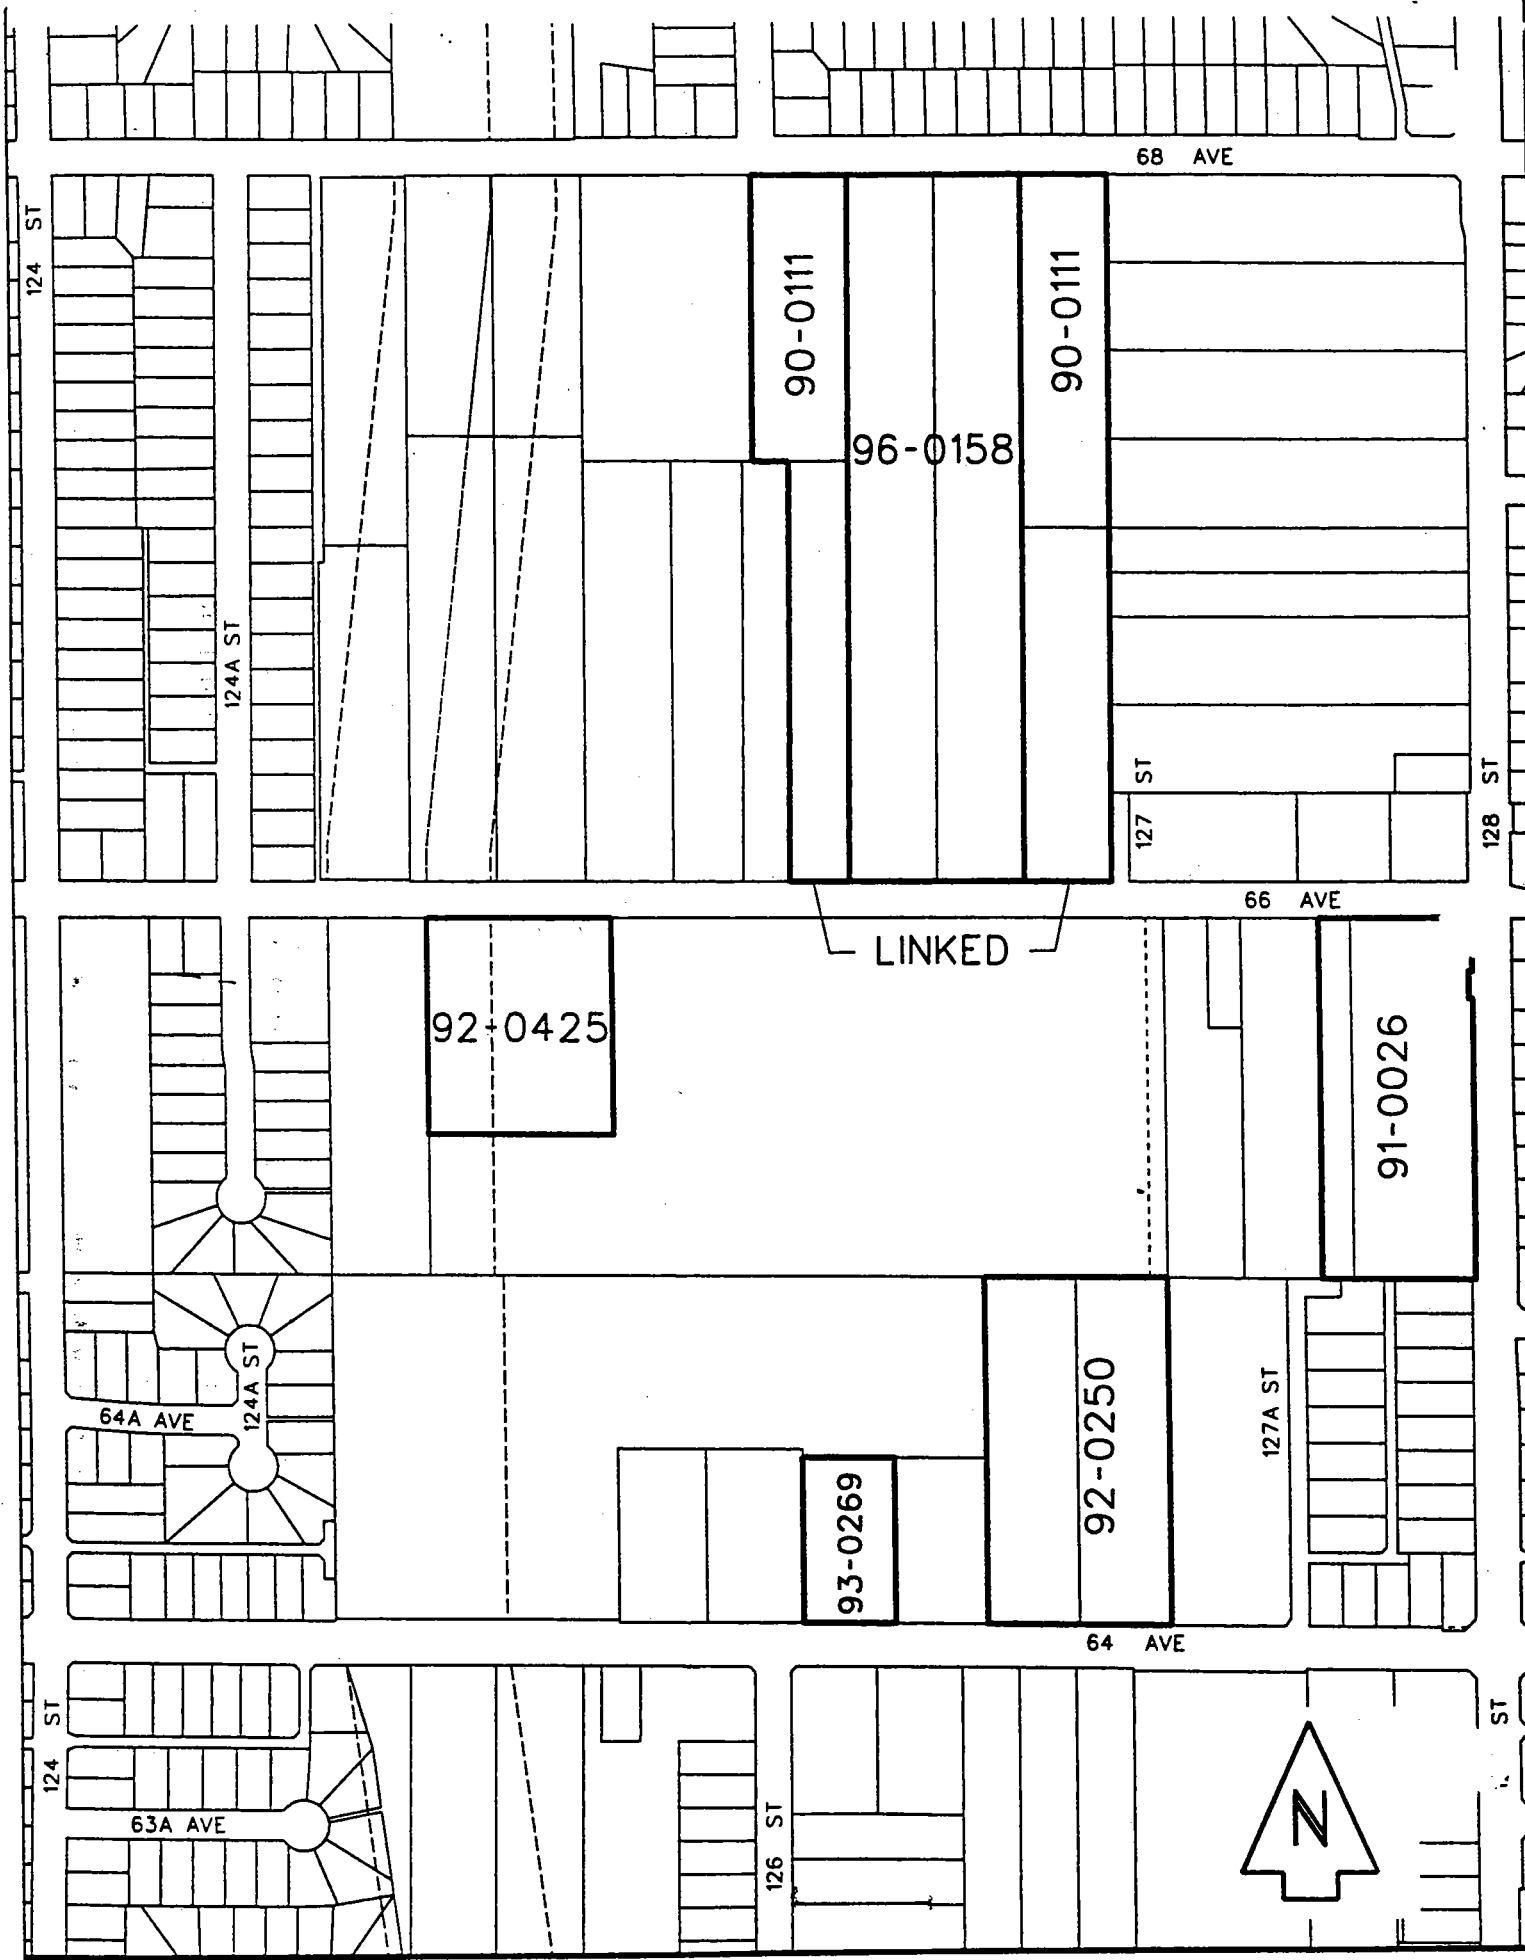 68 AVE
124 ST
90-0111
90-0111
96-0158
124A ST
127 ST
128 ST
66 AVE
LINKED
92-0425
91-0026
124A ST
64A AVE
92-0250
127A ST
93-0269
64 AVE
124 ST
ST
63A AVE
126 ST
N